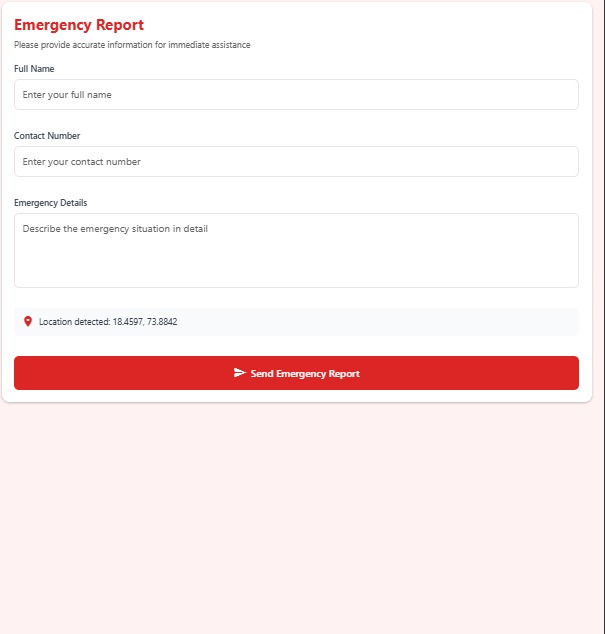 Emergency Report
Please provide accurate information for immediate assistance
Full Name
Enter your full name
Contact Number
Enter your contact number
Emergency Details
Describe the emergency situation in detail
Location detected: 18.4597, 73.8842
Send Emergency Report